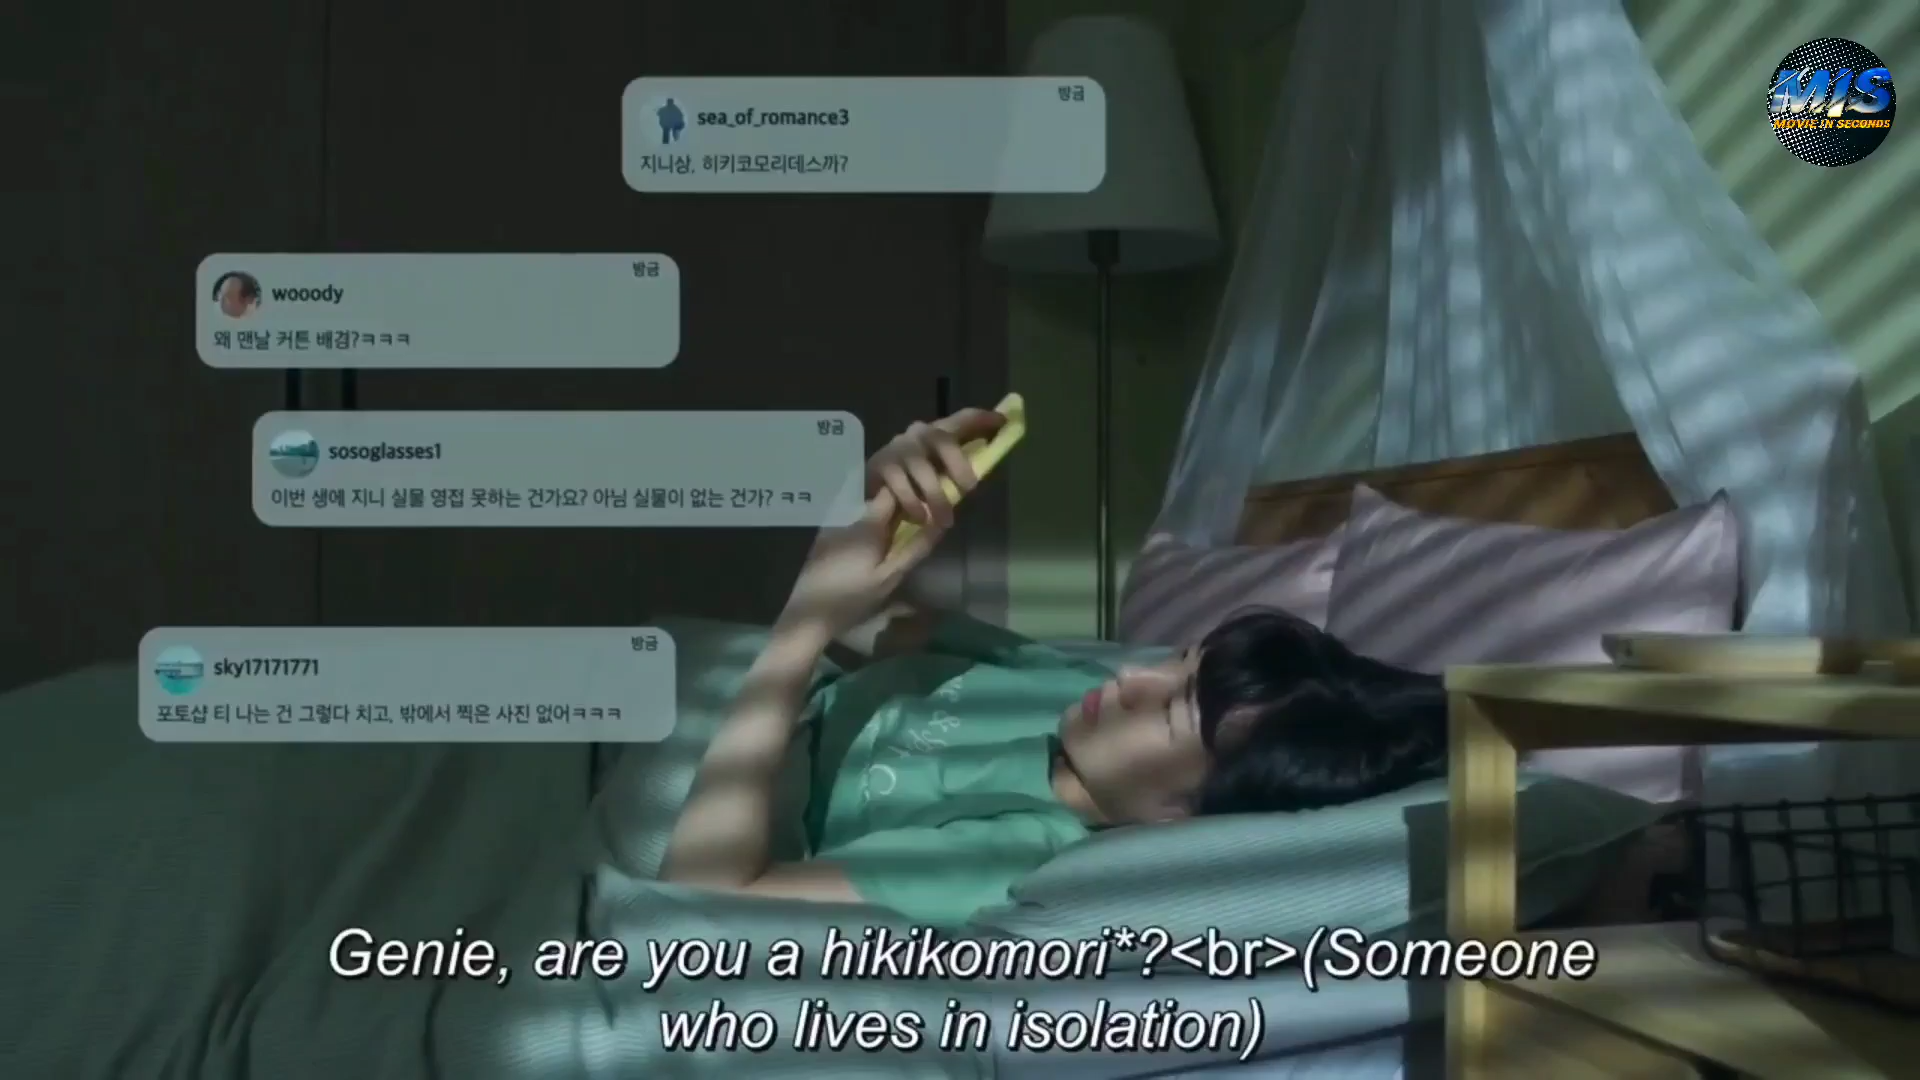 MIS
MOVIE IN SECONDS
방금
sea_of_romance3
지니상, 히키코모리데스까?
방금
wooody
왜 맨날 커튼 배경?ㅋㅋㅋ
방금
sosoglasses1
이번 생에 지니 실물 영접 못하는 건가요? 아님 실물이 없는 건가? ㅋㅋ
방금
sky17171771
포토샵 티 나는 건 그렇다 치고, 밖에서 찍은 사진 없어ㅋㅋㅋ
Genie, are you a hikikomori*?<br>(Someone
who lives in isolation)